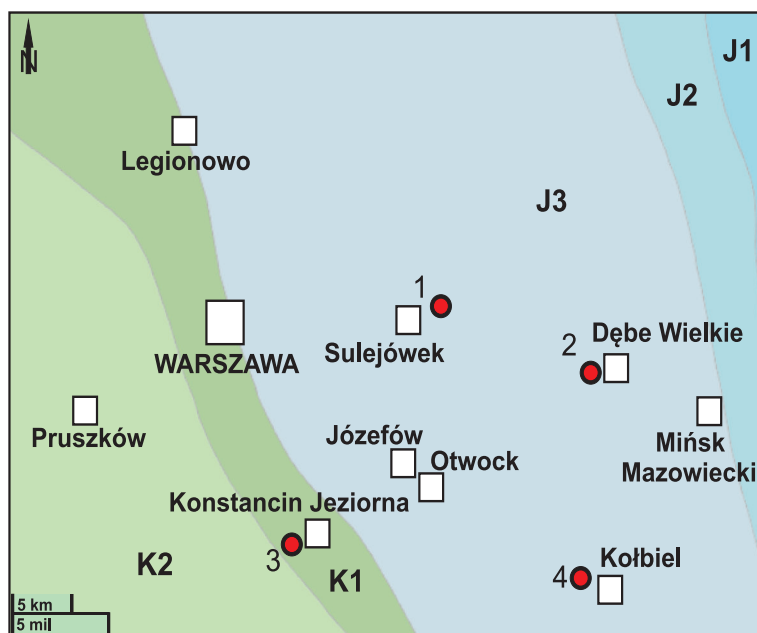 N
J1
J2
Legionowo
J3
1
Sulejówek
WARSZAWA
2
Dębe Wielkie
Pruszków
Mińsk
Mazowiecki
Józefów
Otwock
Konstancin Jeziorna
3
K2
K1
4
Kołbiel
5 km
5 mil